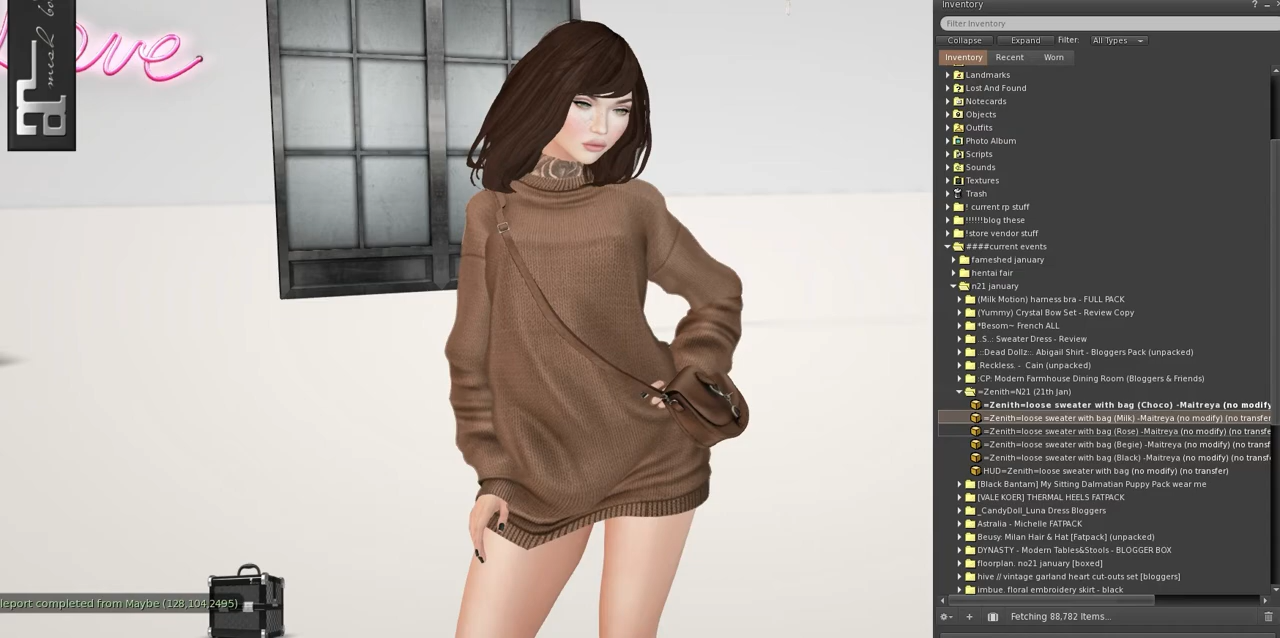 Love
mesh bo
Inventory
Filter Inventory
Collapse Expand Filter: All Types
Inventory Recent Worn
Landmarks
Lost And Found
Notecards
Objects
Outfits
Photo Album
Scripts
Sounds
Textures
Trash
! current rp stuff
!!!!!!blog these
!store vendor stuff
####current events
fameshed january
hentai fair
n21 january
(Milk Motion) harness bra - FULL PACK
(Yummy) Crystal Bow Set - Review Copy
*Besom~ French ALL
..S..: Sweater Dress - Review
.::Dead Dollz::. Abigail Shirt - Bloggers Pack (unpacked)
.Reckless. - Cain (unpacked)
:CP: Modern Farmhouse Dining Room (Bloggers & Friends)
=Zenith=N21 (21th Jan)
=Zenith=loose sweater with bag (Choco) -Maitreya (no modify
=Zenith=loose sweater with bag (Milk) -Maitreya (no modify) (no transfe
=Zenith=loose sweater with bag (Rose) -Maitreya (no modify) (no transfe
=Zenith=loose sweater with bag (Begie) -Maitreya (no modify) (no transf
=Zenith=loose sweater with bag (Black) -Maitreya (no modify) (no transf
HUD=Zenith=loose sweater with bag (no modify) (no transfer)
[Black Bantam] My Sitting Dalmatian Puppy Pack wear me
[VALE KOER] THERMAL HEELS FATPACK
_CandyDoll_Luna Dress Bloggers
Astralia - Michelle FATPACK
Beusy: Milan Hair & Hat [Fatpack] (unpacked)
DYNASTY - Modern Tables&Stools - BLOGGER BOX
floorplan. no21 january [boxed]
hive // vintage garland heart cut-outs set [bloggers]
imbue. floral embroidery skirt - black
Fetching 88,782 Items...
leport completed from Maybe (128,104,2495)